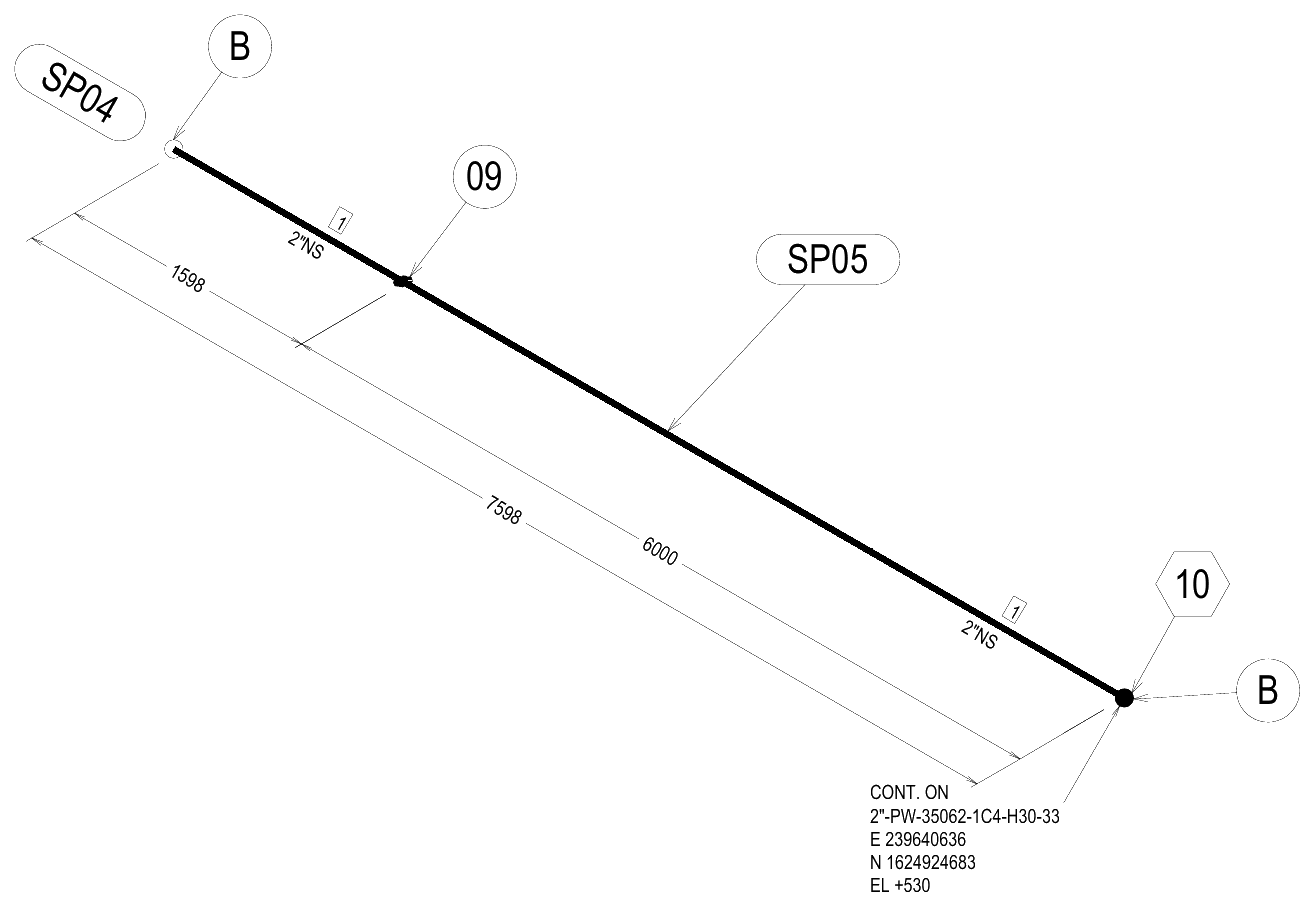 B
SP04
09
1
2"NS
SP05
1598
7598
6000
10
1
2"NS
B
CONT. ON
2"-PW-35062-1C4-H30-33
E 239640636
N 1624924683
EL +530